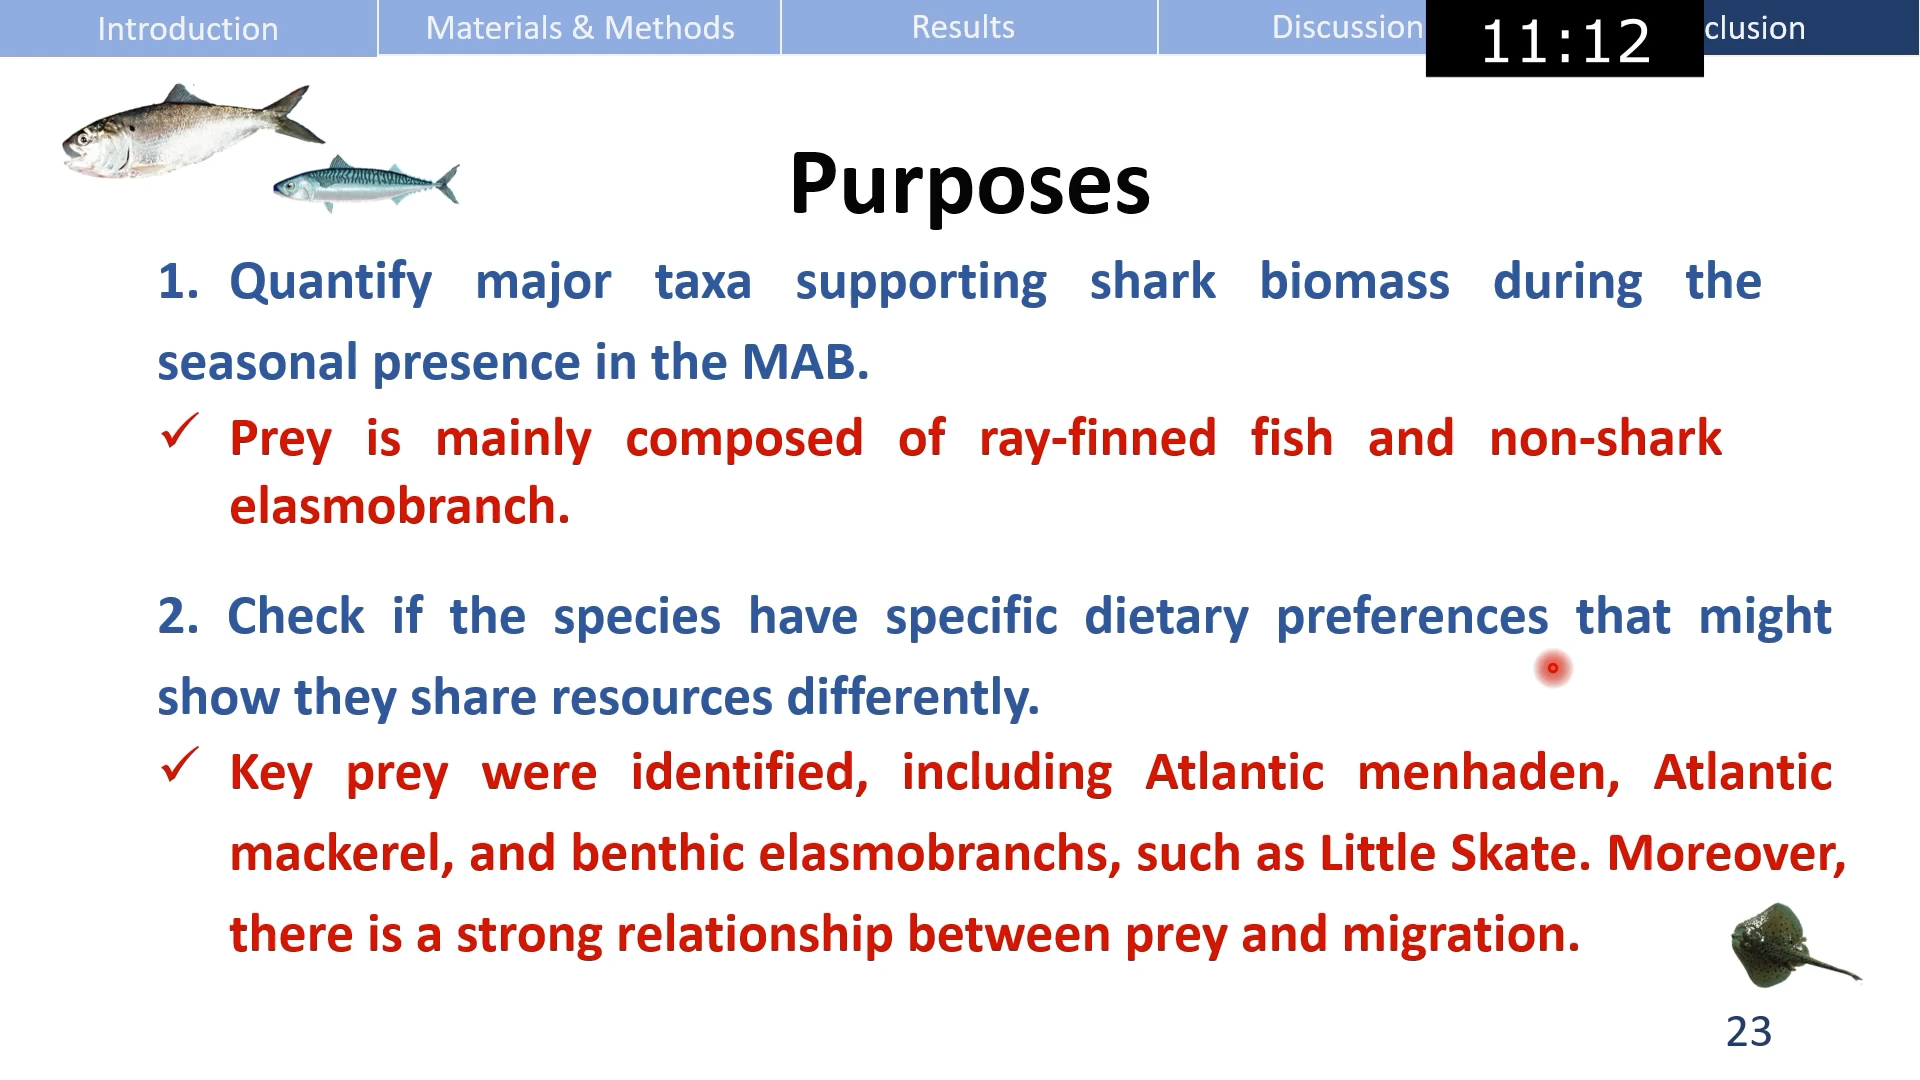 Introduction
Materials & Methods
Results
Discussion
11:12
clusion
Purposes
1. Quantify major taxa supporting shark biomass during the
seasonal presence in the MAB.
✓ Prey is mainly composed of ray-finned fish and non-shark
elasmobranch.
2. Check if the species have specific dietary preferences that might
show they share resources differently.
✓ Key prey were identified, including Atlantic menhaden, Atlantic
mackerel, and benthic elasmobranchs, such as Little Skate. Moreover,
there is a strong relationship between prey and migration.
23